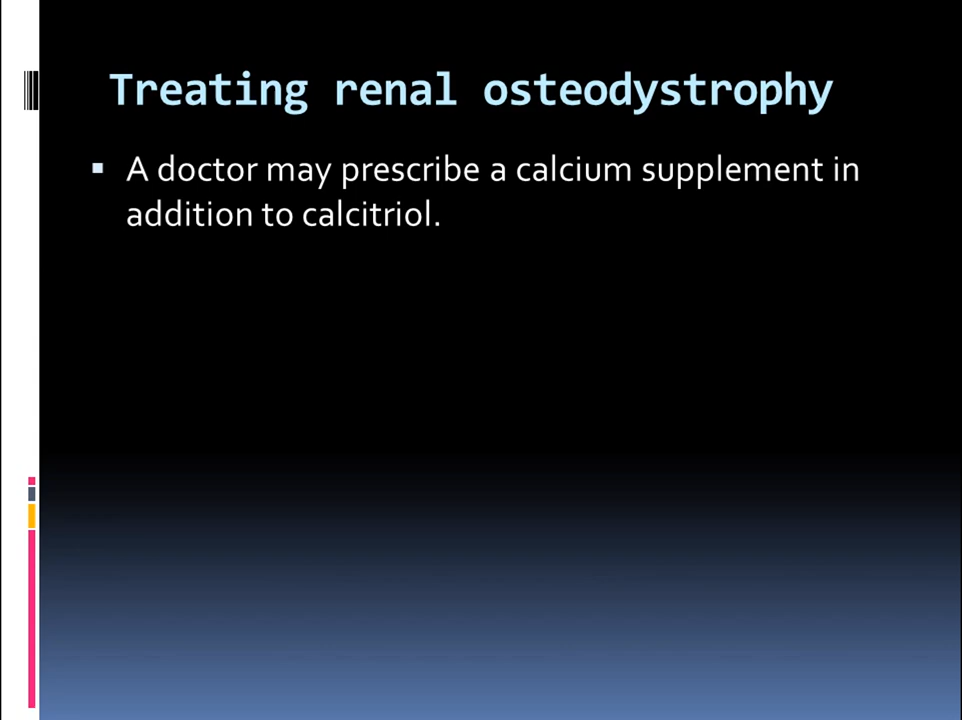 Treating renal osteodystrophy
A doctor may prescribe a calcium supplement in
addition to calcitriol.